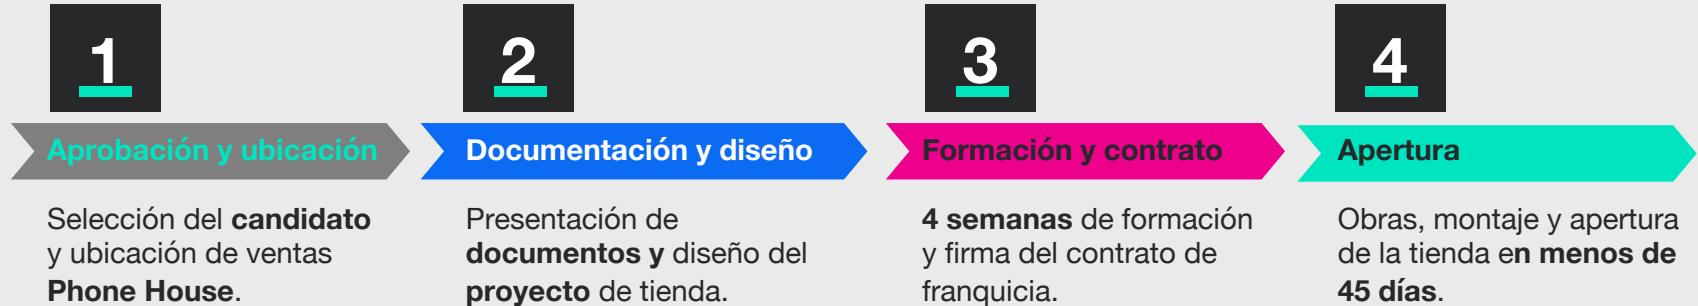 1
Aprobación y ubicación
Selección del candidato
y ubicación de ventas
Phone House.
2
Documentación y diseño
Presentación de
documentos y diseño del
proyecto de tienda.
3
Formación y contrato
4 semanas de formación
y firma del contrato de
franquicia.
4
Apertura
Obras, montaje y apertura
de la tienda en menos de
45 días.